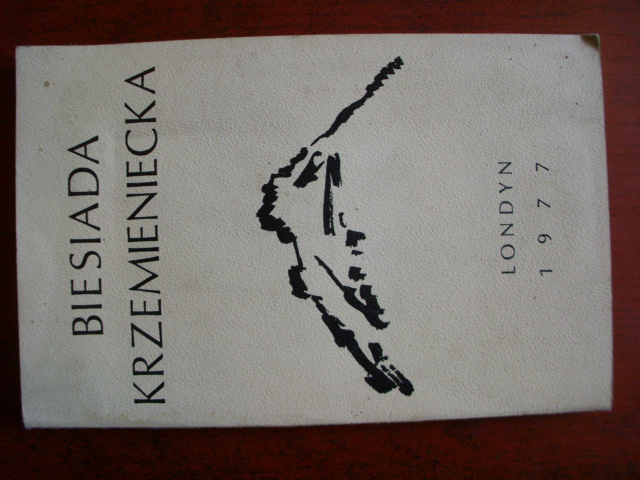 BIESIADA
KRZEMIENIECKA
LONDYN
1977